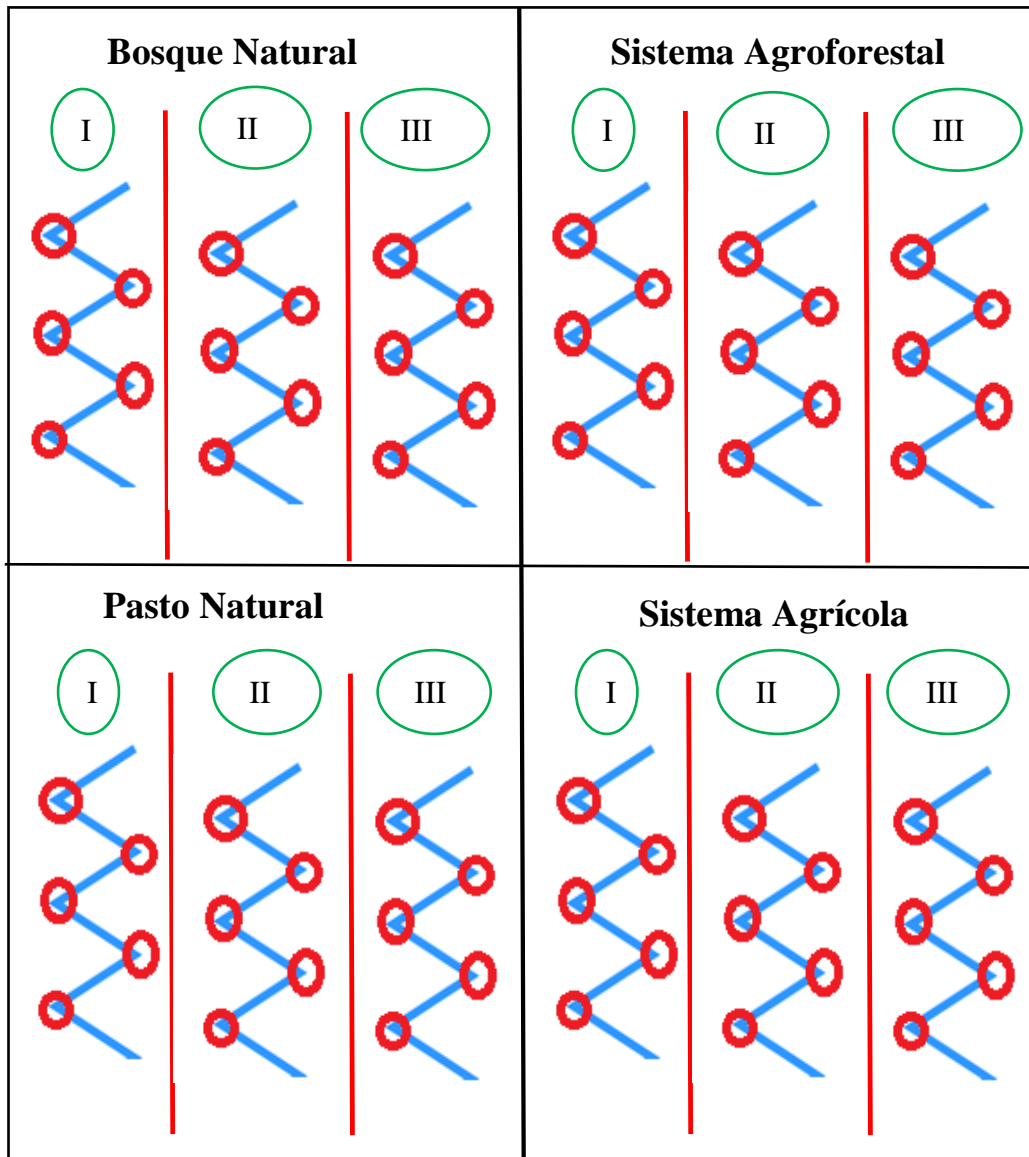 Bosque Natural
I II III
Sistema Agroforestal
I II III
Pasto Natural
I II III
Sistema Agrícola
I II III